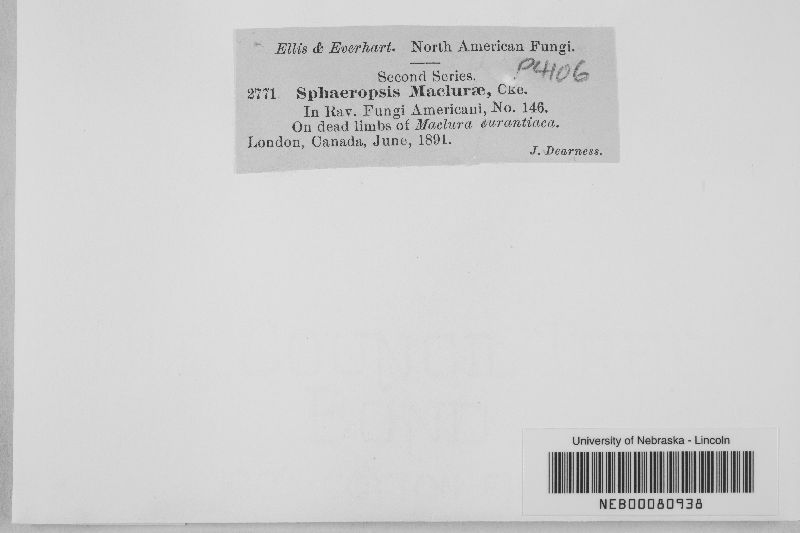 Ellis & Everhart. North American Fungi.
P4106
Second Series.
2771 Sphaeropsis Macluræ, Cke.
In Rav. Fungi Americani, No. 146.
On dead limbs of Maclura aurantiaca.
London, Canada, June, 1891.
J. Dearness.
University of Nebraska - Lincoln
NEB00080938